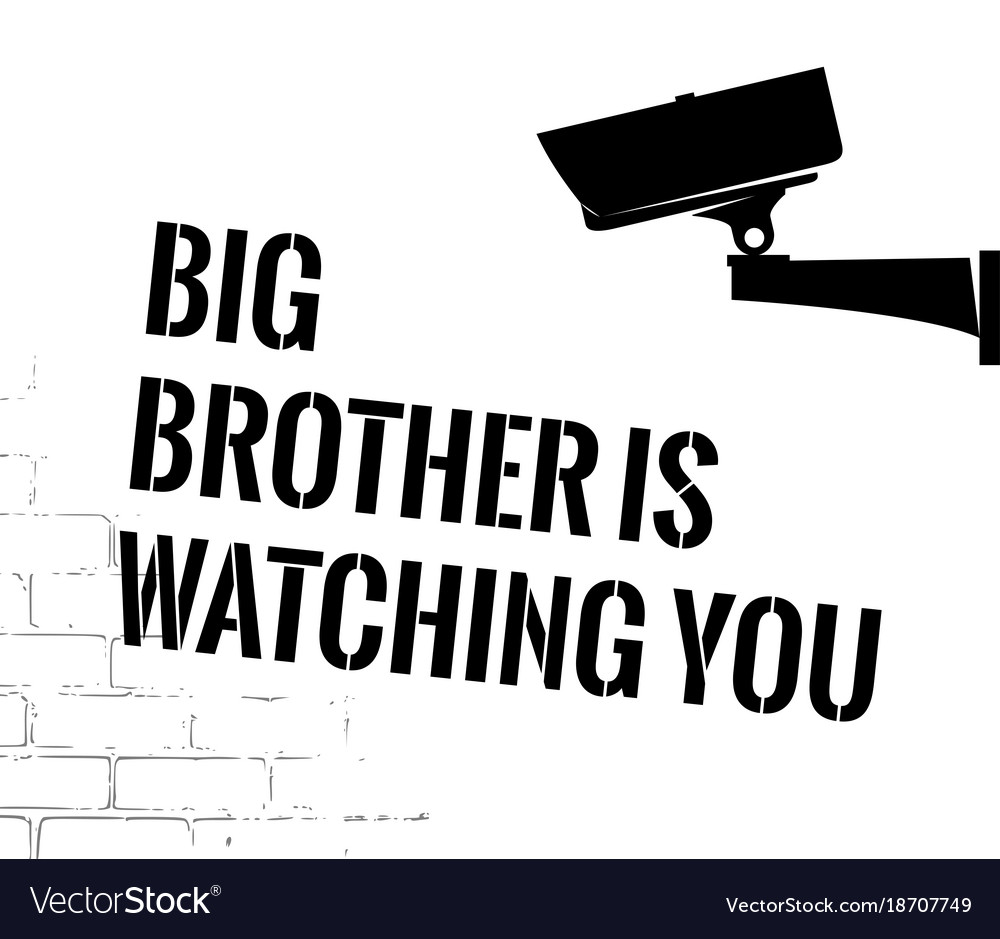 BIG
BROTHER IS
WATCHING YOU
VectorStock®
VectorStock.com/18707749